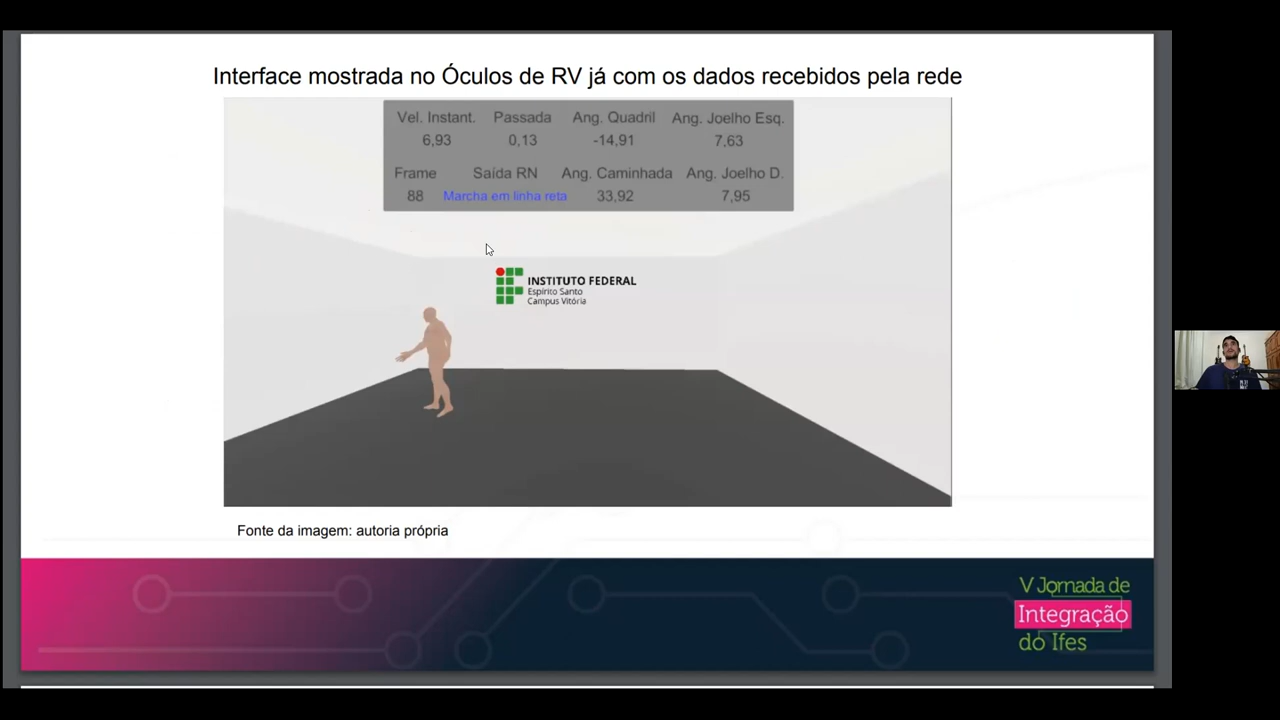 Interface mostrada no Óculos de RV já com os dados recebidos pela rede
Vel. Instant. Passada Ang. Quadril Ang. Joelho Esq.
6,93 0,13 -14,91 7,63
Frame Saída RN Ang. Caminhada Ang. Joelho D.
88 Marcha em linha reta 33,92 7,95
INSTITUTO FEDERAL
Espírito Santo
Campus Vitória
Fonte da imagem: autoria própria
V Jornada de
Integração
do Ifes